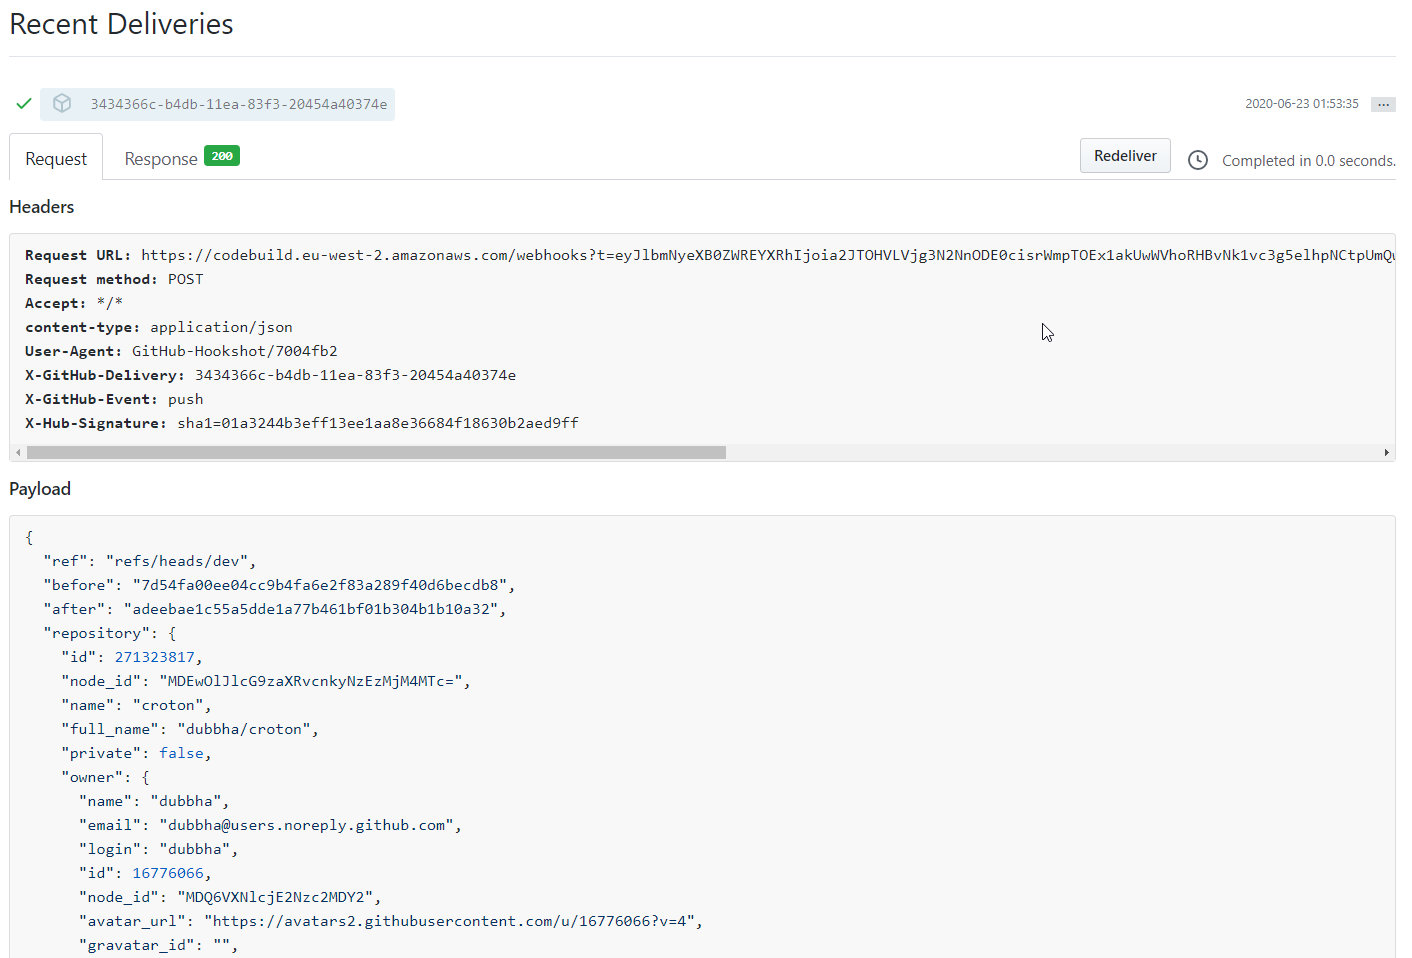 Recent Deliveries
3434366c-b4db-11ea-83f3-20454a40374e
2020-06-23 01:53:35 ...
Request Response 200 Redeliver Completed in 0.0 seconds.
Headers
Request URL: https://codebuild.eu-west-2.amazonaws.com/webhooks?t=eyJlbmNyeXB0ZWREYXRhIjoia2JTOHVLVjg3N2NnODE0cisrWmpTOEx1akUwWVhoRHBvNk1vc3g5elhpNCtpUmQ
Request method: POST
Accept: */*
content-type: application/json
User-Agent: GitHub-Hookshot/7004fb2
X-GitHub-Delivery: 3434366c-b4db-11ea-83f3-20454a40374e
X-GitHub-Event: push
X-Hub-Signature: sha1=01a3244b3eff13ee1aa8e36684f18630b2aed9ff
Payload
{
"ref": "refs/heads/dev",
"before": "7d54fa00ee04cc9b4fa6e2f83a289f40d6becdb8",
"after": "adeebae1c55a5dde1a77b461bf01b304b1b10a32",
"repository": {
"id": 271323817,
"node_id": "MDEwOlJlcG9zaXRvcnkyNzEzMjM4MTc=",
"name": "croton",
"full_name": "dubbha/croton",
"private": false,
"owner": {
"name": "dubbha",
"email": "dubbha@users.noreply.github.com",
"login": "dubbha",
"id": 16776066,
"node_id": "MDQ6VXNlcjE2Nzc2MDY2",
"avatar_url": "https://avatars2.githubusercontent.com/u/16776066?v=4",
"gravatar_id": "",